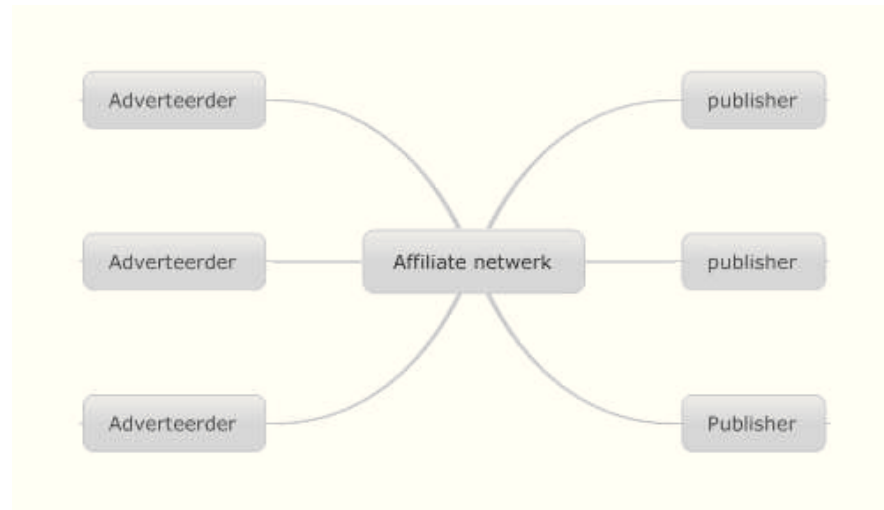 Adverteerder
publisher
Adverteerder
Affiliate netwerk
publisher
Adverteerder
Publisher